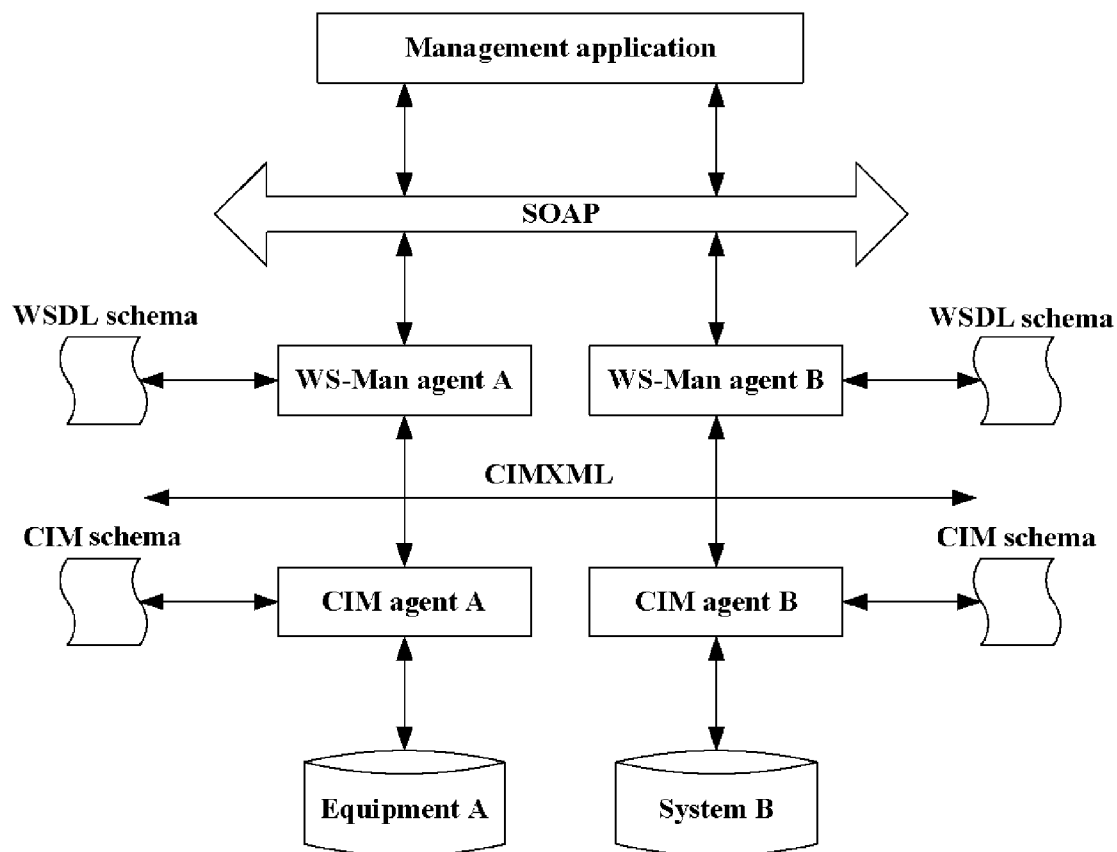 Management application
SOAP
WSDL schema
WSDL schema
WS-Man agent A
WS-Man agent B
CIMXML
CIM schema
CIM schema
CIM agent A
CIM agent B
Equipment A
System B